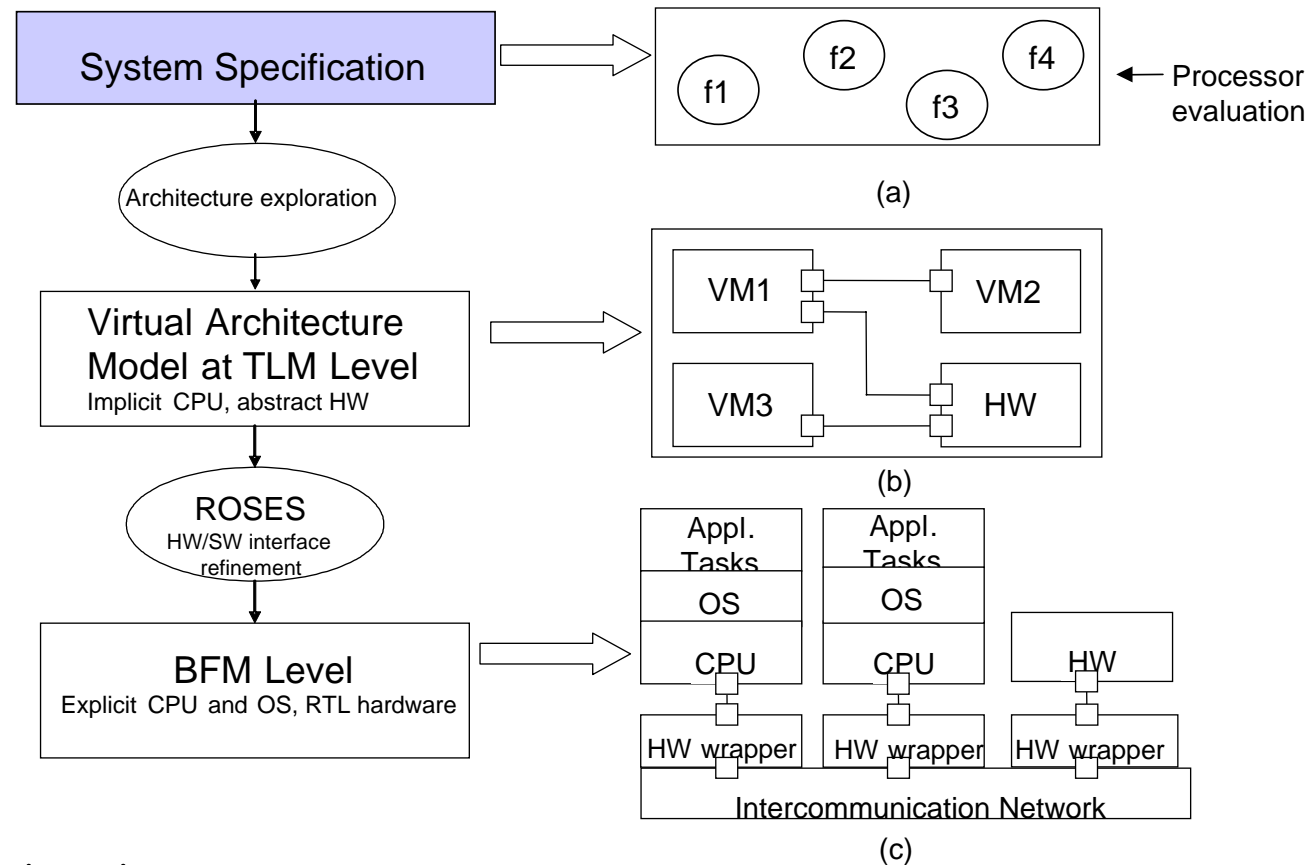 System Specification
f1
f2
f3
f4
Processor
evaluation
(a)
Architecture exploration
Virtual Architecture
Model at TLM Level
Implicit CPU, abstract HW
VM1
VM2
VM3
HW
(b)
ROSES
HW/SW interface
refinement
BFM Level
Explicit CPU and OS, RTL hardware
Appl.
Tasks
OS
CPU
HW wrapper
Appl.
Tasks
OS
CPU
HW wrapper
HW
HW wrapper
Intercommunication Network
(c)